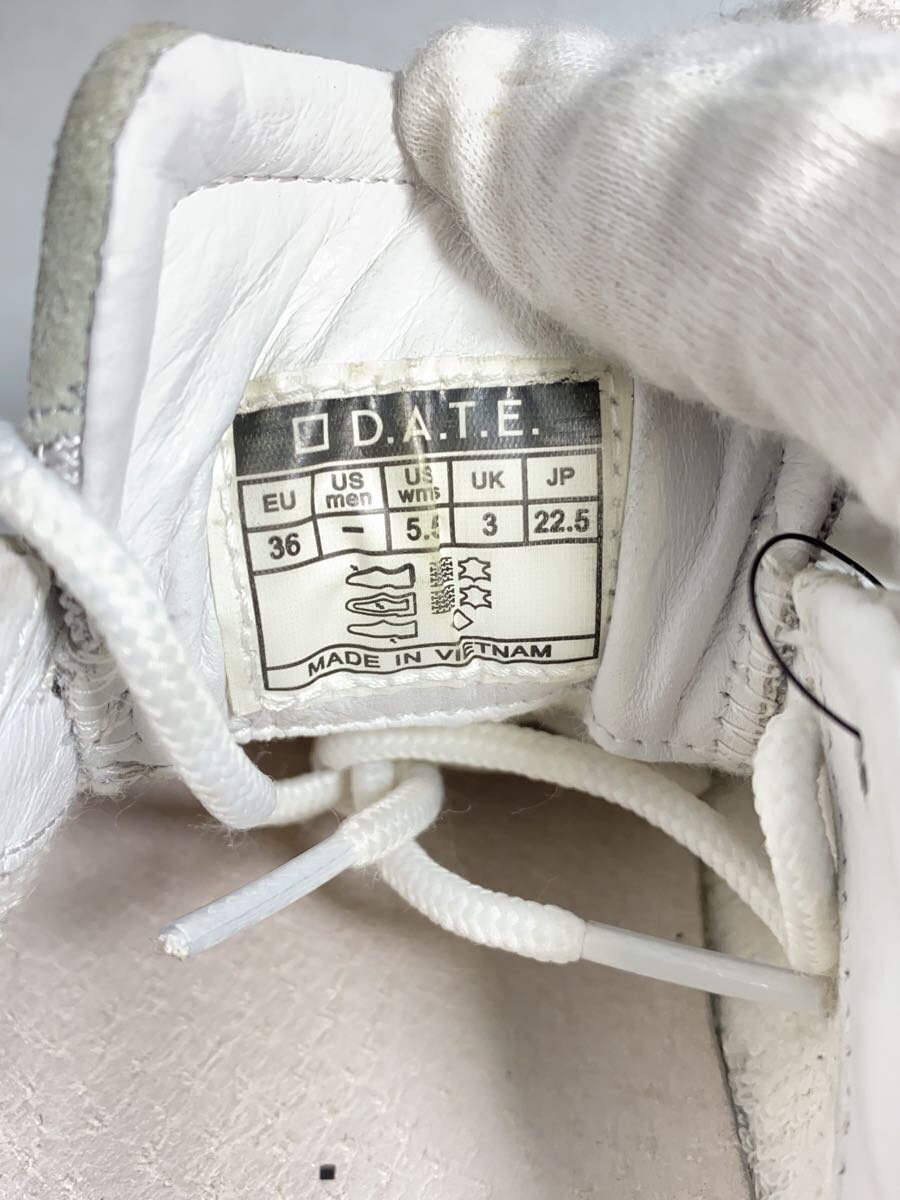 D.A.T.E.
EU US men US wms UK JP
36 - 5.5 3 22.5
MADE IN VIETNAM